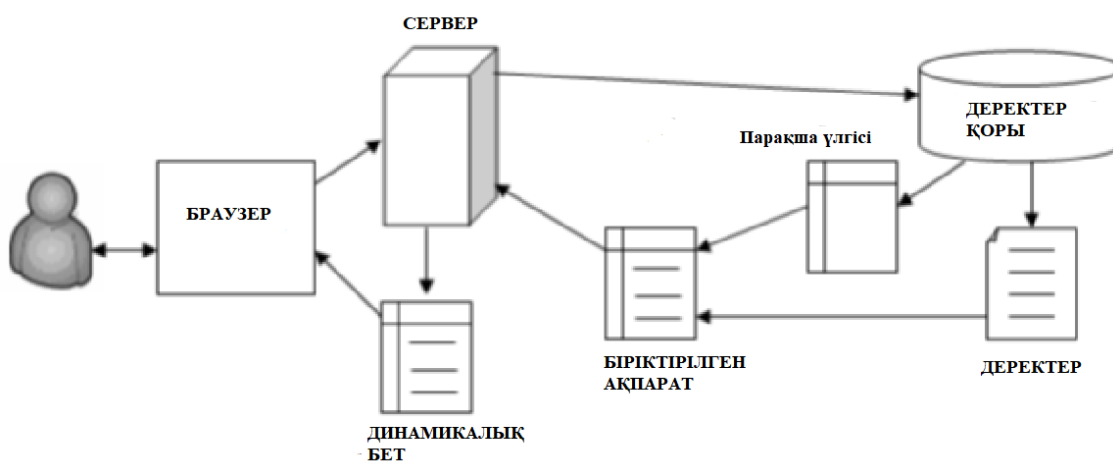 СЕРВЕР
ДЕРЕКТЕР
ҚОРЫ
Парақша үлгісі
БРАУЗЕР
БІРІКТІРІЛГЕН
АҚПАРАТ
ДЕРЕКТЕР
ДИНАМИКАЛЫҚ
БЕТ